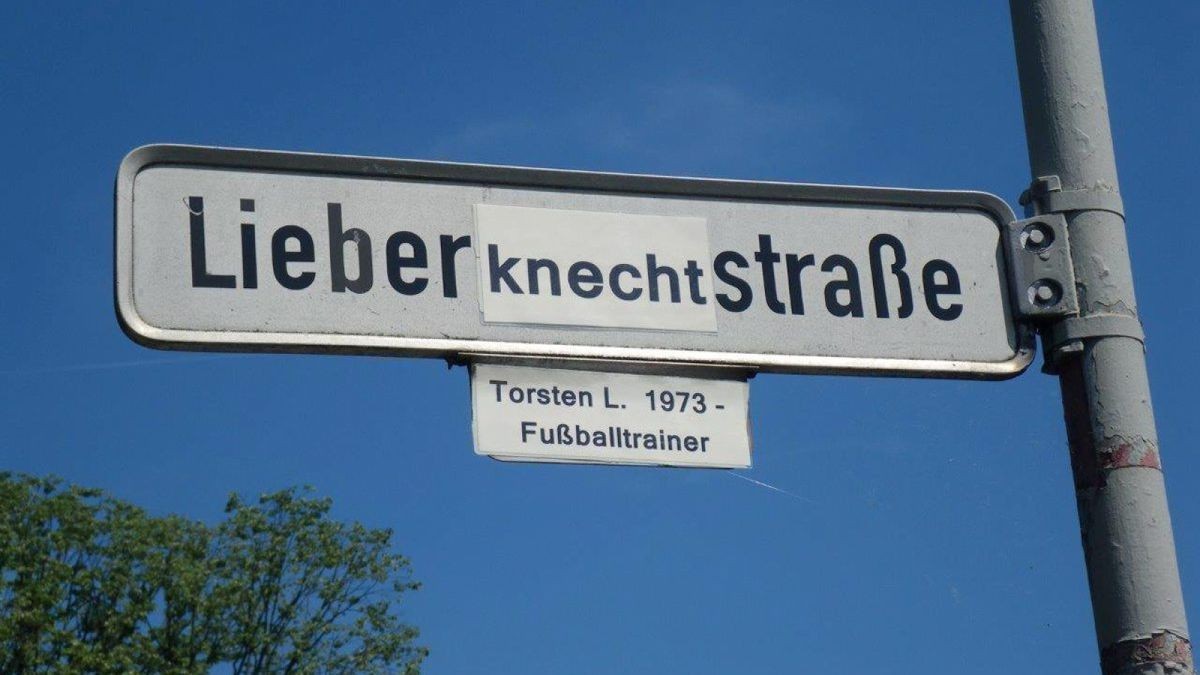 Lieberknechtstraße
Torsten L. 1973 -
Fußballtrainer